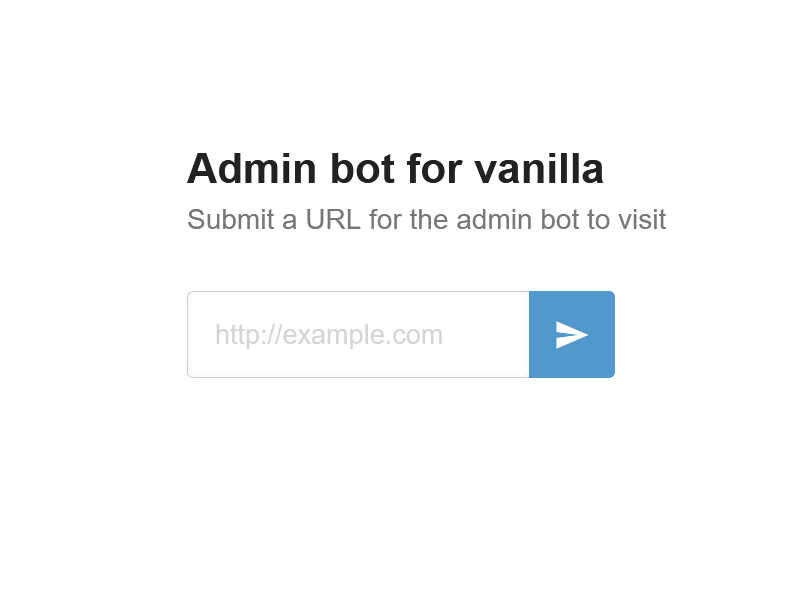 Admin bot for vanilla
Submit a URL for the admin bot to visit
http://example.com